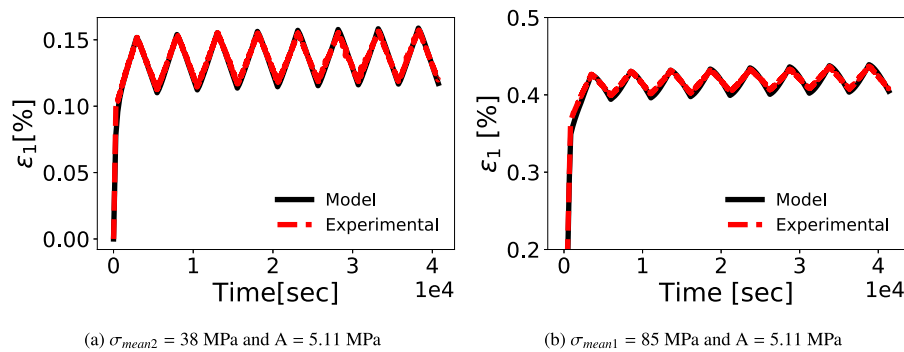 0.15
0.10
0.05
0.00
ε1[%]
Model
Experimental
0 1 2 3 4
Time[sec]
1e4
0.5
0.4
0.3
0.2
ε1 [%]
Model
Experimental
0 1 2 3 4
Time [sec]
1e4
(a) σmean2 = 38 MPa and A = 5.11 MPa
(b) σmean1 = 85 MPa and A = 5.11 MPa